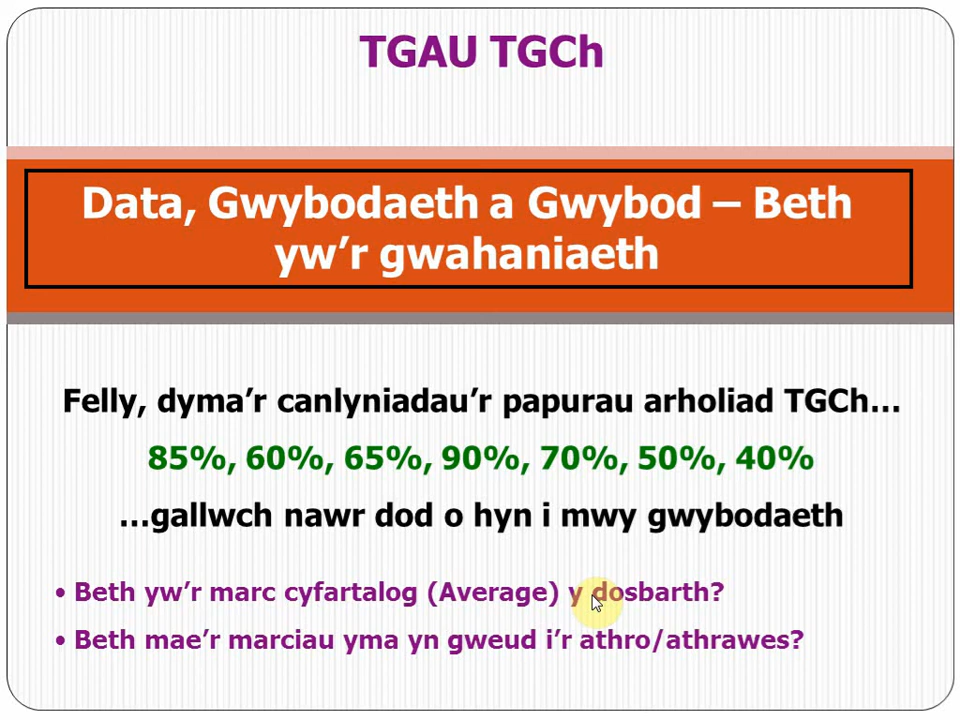 TGAU TGCh
Data, Gwybodaeth a Gwybod – Beth
yw’r gwahaniaeth
Felly, dyma’r canlyniadau’r papurau arholiad TGCh…
85%, 60%, 65%, 90%, 70%, 50%, 40%
…gallwch nawr dod o hyn i mwy gwybodaeth
• Beth yw’r marc cyfartalog (Average) y dosbarth?
• Beth mae’r marciau yma yn gweud i’r athro/athrawes?